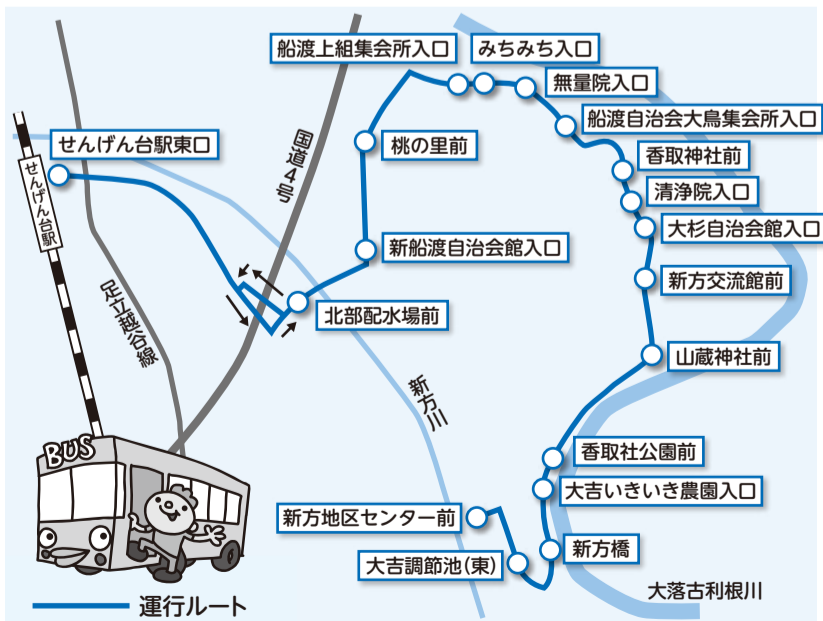 船渡上組集会所入口
みちみち入口
無量院入口
せんげん台駅東口
国道4号
船渡自治会大鳥集会所入口
桃の里前
香取神社前
せんげん台駅
清浄院入口
大杉自治会館入口
新船渡自治会館入口
新方交流館前
足立越谷線
北部配水場前
山蔵神社前
新方川
BUS
香取社公園前
大吉いきいき農園入口
新方地区センター前
新方橋
大吉調節池(東)
大落古利根川
運行ルート